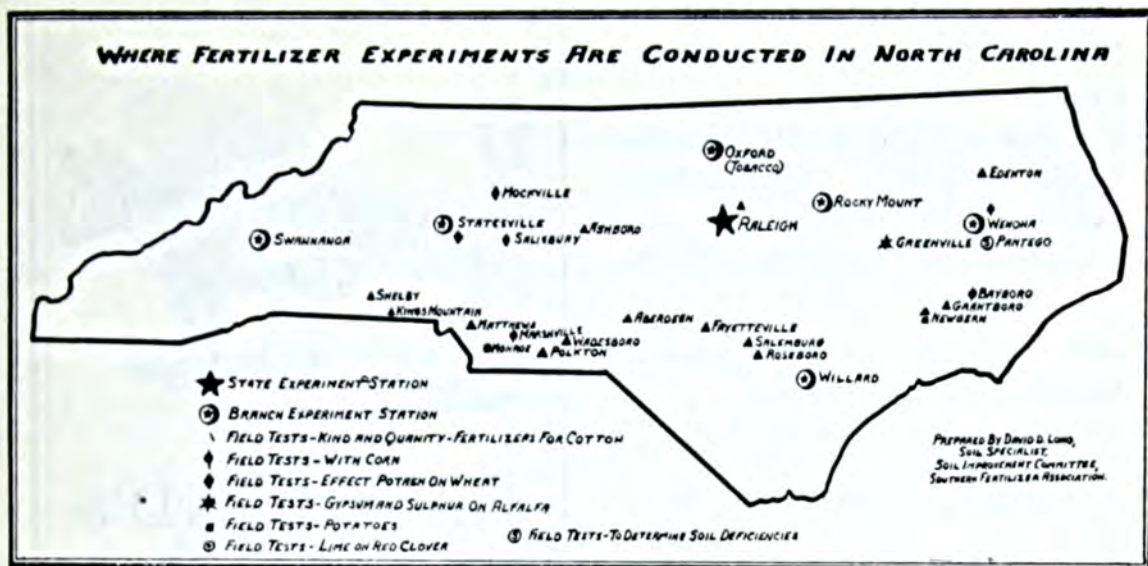 WHERE FERTILIZER EXPERIMENTS ARE CONDUCTED IN NORTH CAROLINA
OXFORD
(TOBACCO)
EDENTON
MOCKVILLE
ROCKY MOUNT
STATESVILLE
ASHBORO
RALEIGH
WENONA
SWANNANOA
SALISBURY
GREENVILLE
PANTEGO
BAYBORO
SHELBY
GRANTSBORO
KINGS MOUNTAIN
NEWBERN
MATTHEWS
ABERDEEN
FAYETTEVILLE
MARSHVILLE
WADESBORO
SALEMBURG
MONROE
POLKTON
ROSEBORO
WILLARD
STATE EXPERIMENT STATION
BRANCH EXPERIMENT STATION
FIELD TESTS-KIND AND QUANTITY-FERTILIZERS FOR COTTON
FIELD TESTS-WITH CORN
FIELD TESTS-EFFECT POTASH ON WHEAT
FIELD TESTS-GYPSUM AND SULPHUR ON ALFALFA
FIELD TESTS-POTATOES
FIELD TESTS-LIME ON RED CLOVER
FIELD TESTS-TO DETERMINE SOIL DEFICIENCIES
PREPARED BY DAVID D. LONG,
SOIL SPECIALIST,
SOIL IMPROVEMENT COMMITTEE,
SOUTHERN FERTILIZER ASSOCIATION.